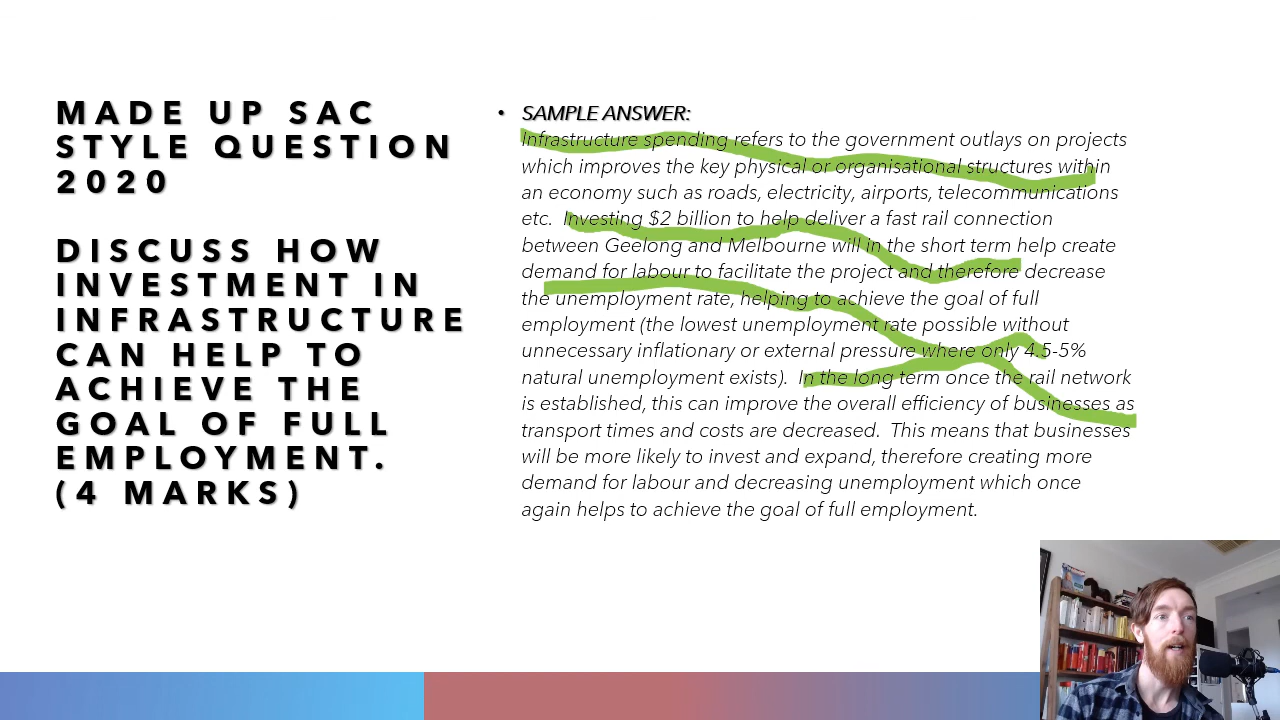 MADE UP SAC
STYLE QUESTION
2020
DISCUSS HOW
INVESTMENT IN
INFRASTRUCTURE
CAN HELP TO
ACHIEVE THE
GOAL OF FULL
EMPLOYMENT.
(4 MARKS)
• SAMPLE ANSWER:
Infrastructure spending refers to the government outlays on projects
which improves the key physical or organisational structures within
an economy such as roads, electricity, airports, telecommunications
etc. Investing $2 billion to help deliver a fast rail connection
between Geelong and Melbourne will in the short term help create
demand for labour to facilitate the project and therefore decrease
the unemployment rate, helping to achieve the goal of full
employment (the lowest unemployment rate possible without
unnecessary inflationary or external pressure where only 4.5-5%
natural unemployment exists). In the long term once the rail network
is established, this can improve the overall efficiency of businesses as
transport times and costs are decreased. This means that businesses
will be more likely to invest and expand, therefore creating more
demand for labour and decreasing unemployment which once
again helps to achieve the goal of full employment.